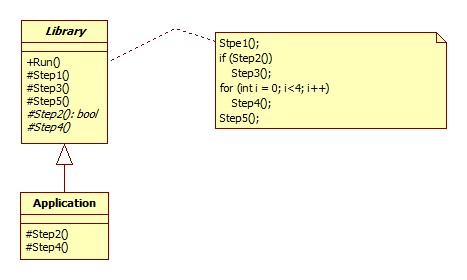 Library
+Run()
#Step1()
#Step3()
#Step5()
#Step2(): bool
#Step4()
Stpe1();
if (Step2())
Step3();
for (int i = 0; i<4; i++)
Step4();
Step5();
Application
#Step2()
#Step4()